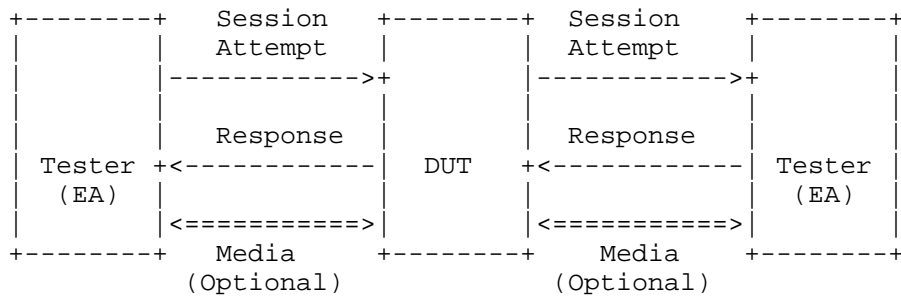 Session Session
Attempt Attempt
Response Response
Tester DUT Tester
(EA) (EA)
Media Media
(Optional) (Optional)